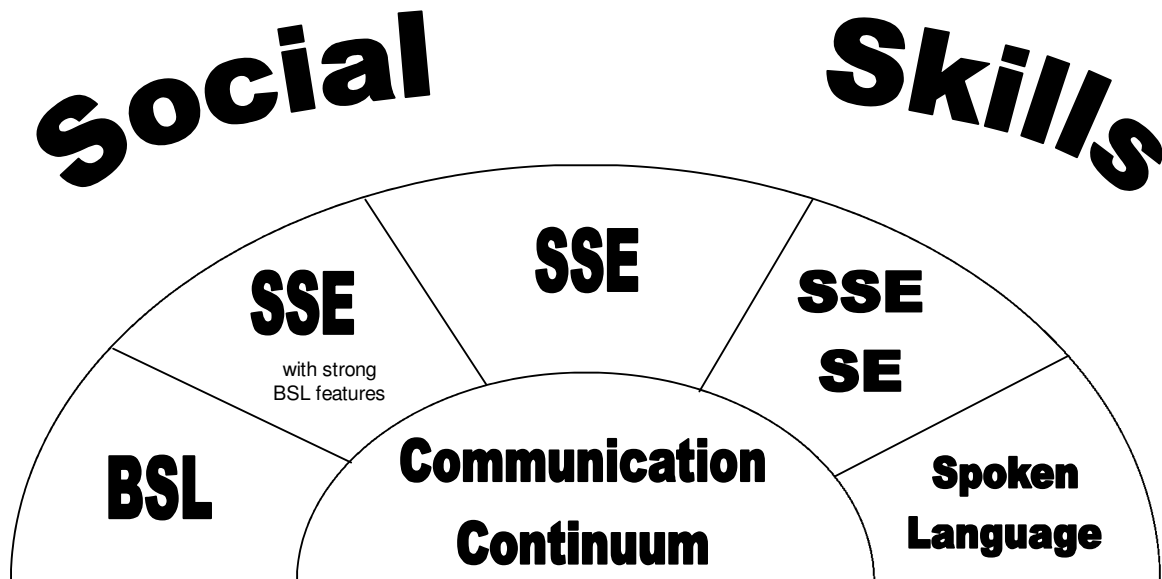 Social Skills
BSL
SSE
with strong
BSL features
SSE
SSE
SE
Spoken
Language
Communication
Continuum